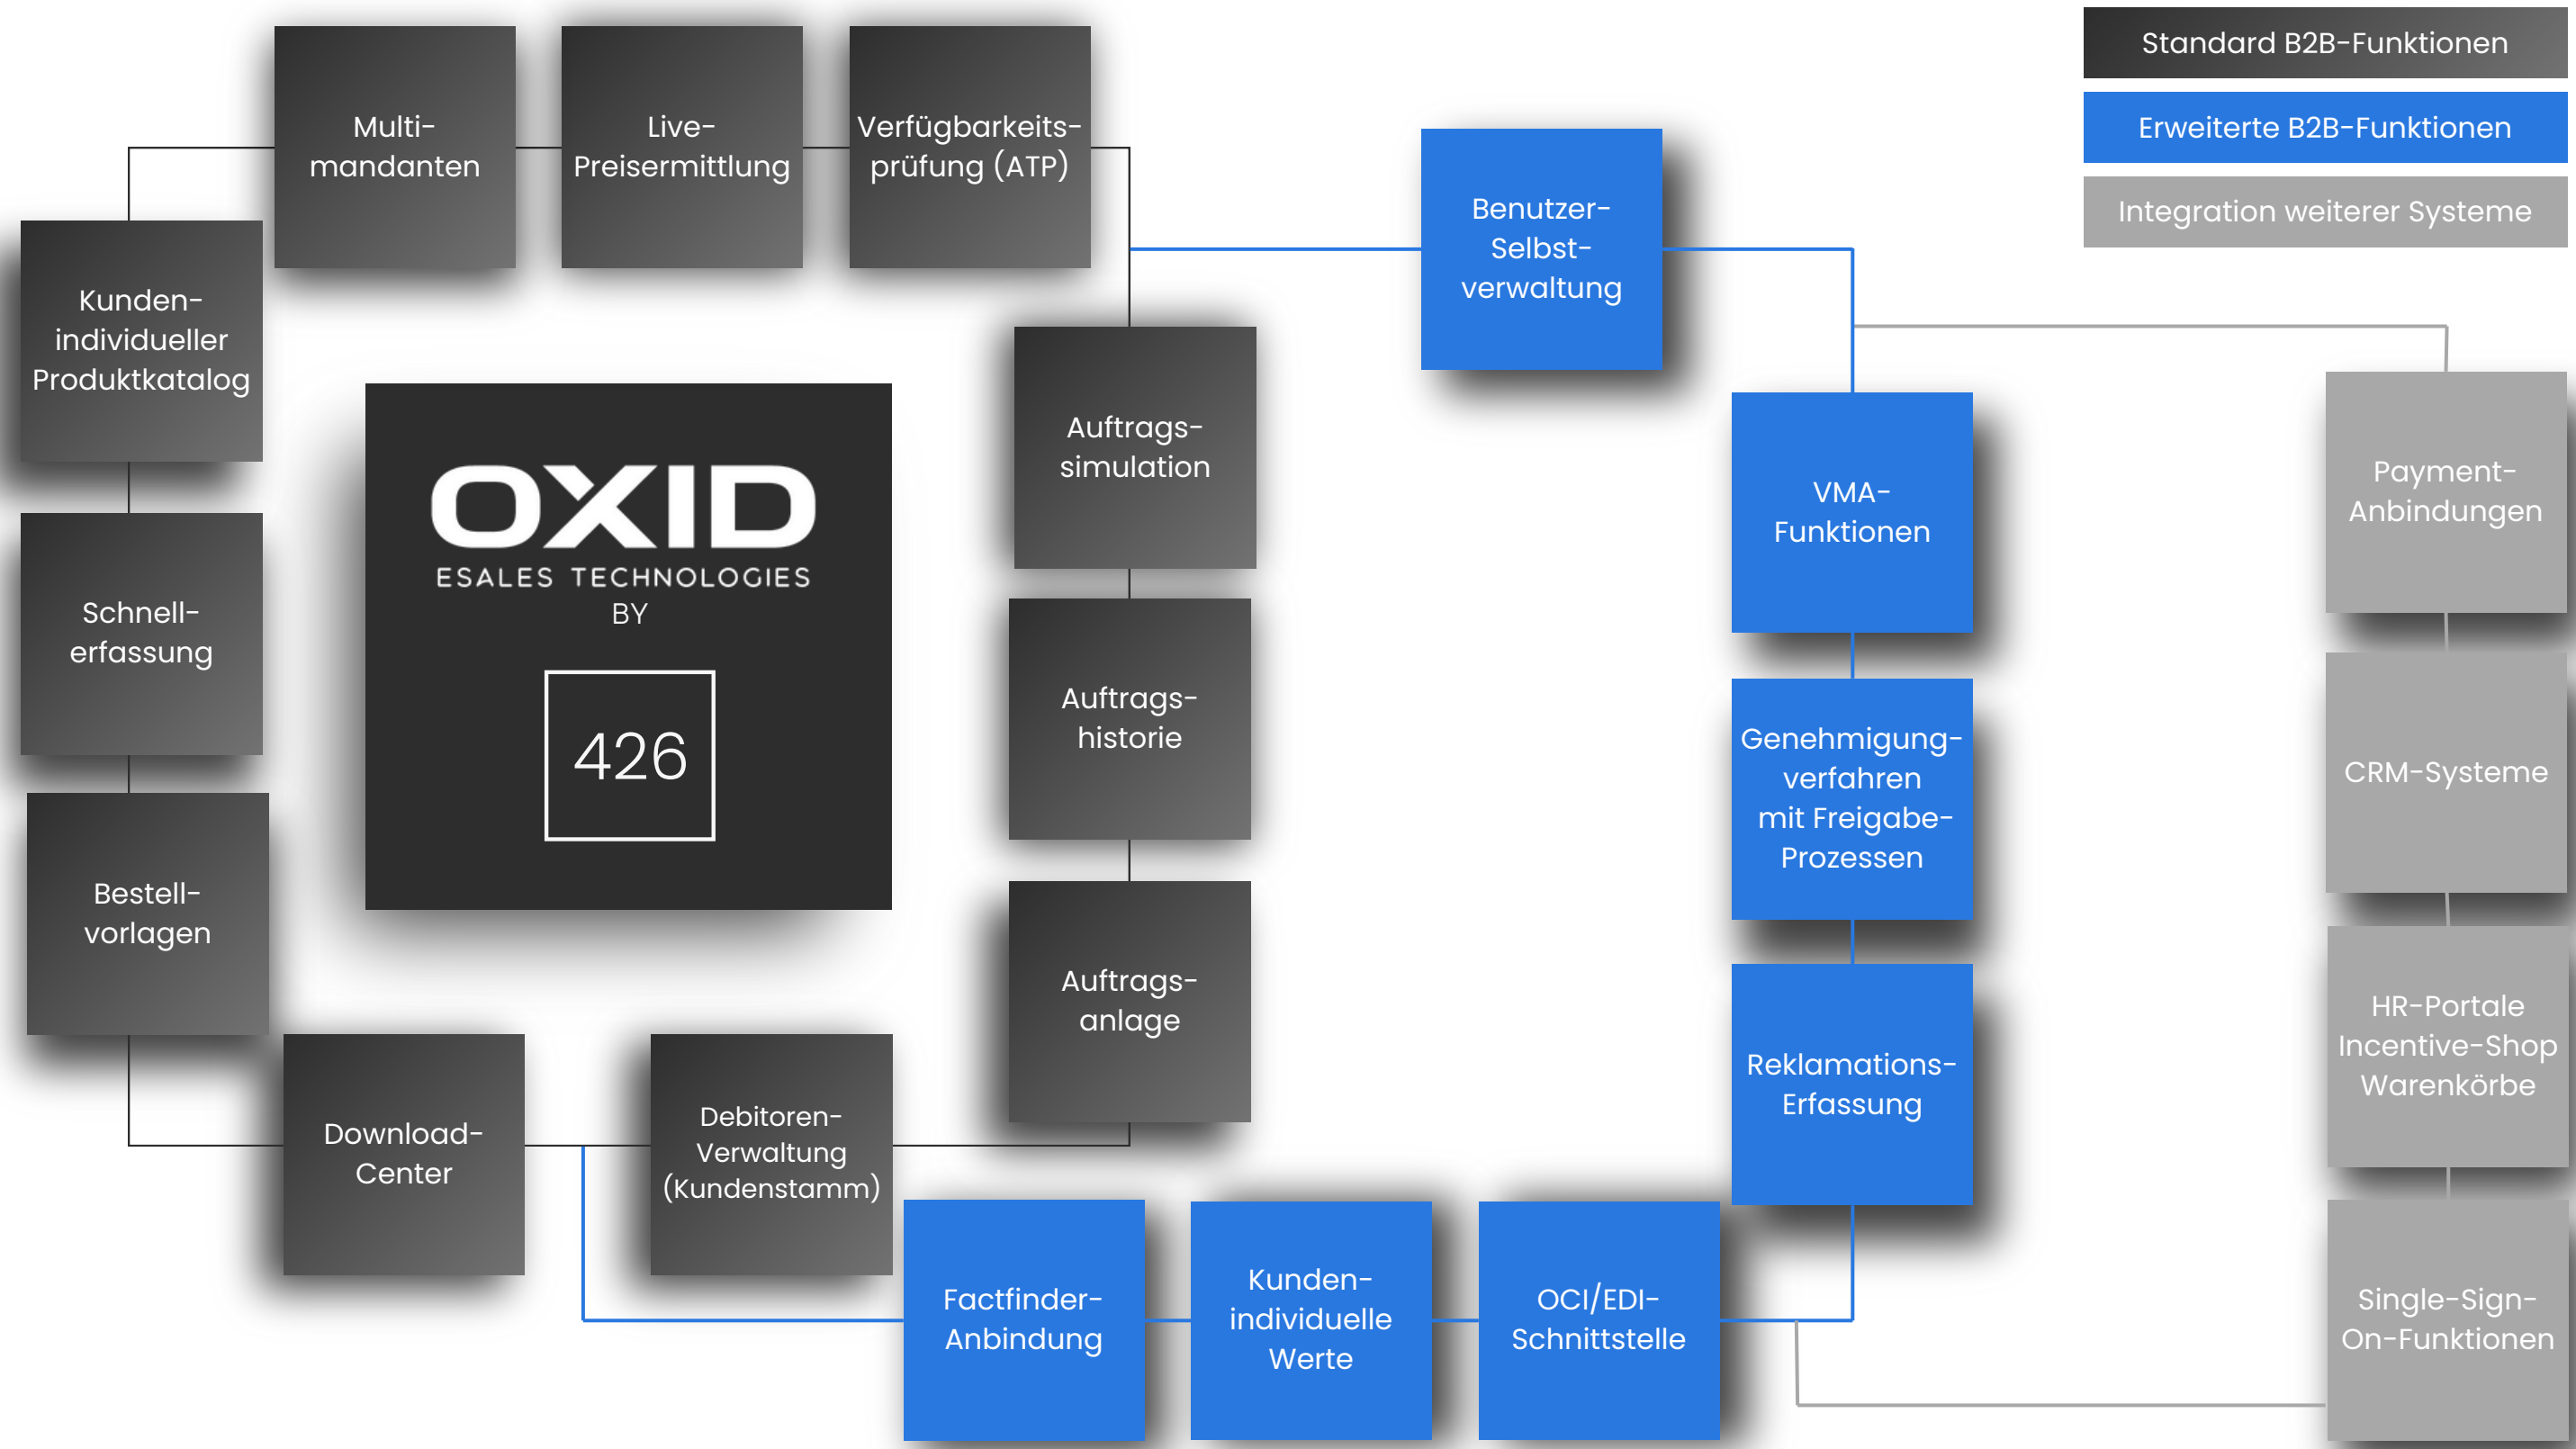 Standard B2B-Funktionen
Erweiterte B2B-Funktionen
Integration weiterer Systeme
Multi-
mandanten
Live-
Preisermittlung
Verfügbarkeits-
prüfung (ATP)
Benutzer-
Selbst-
verwaltung
Kunden-
individueller
Produktkatalog
Auftrags-
simulation
VMA-
Funktionen
Payment-
Anbindungen
OXID
ESALES TECHNOLOGIES
BY
426
Schnell-
erfassung
Auftrags-
historie
Genehmigung-
verfahren
mit Freigabe-
Prozessen
CRM-Systeme
Bestell-
vorlagen
Auftrags-
anlage
Reklamations-
Erfassung
HR-Portale
Incentive-Shop
Warenkörbe
Download-
Center
Debitoren-
Verwaltung
(Kundenstamm)
Factfinder-
Anbindung
Kunden-
individuelle
Werte
OCI/EDI-
Schnittstelle
Single-Sign-
On-Funktionen